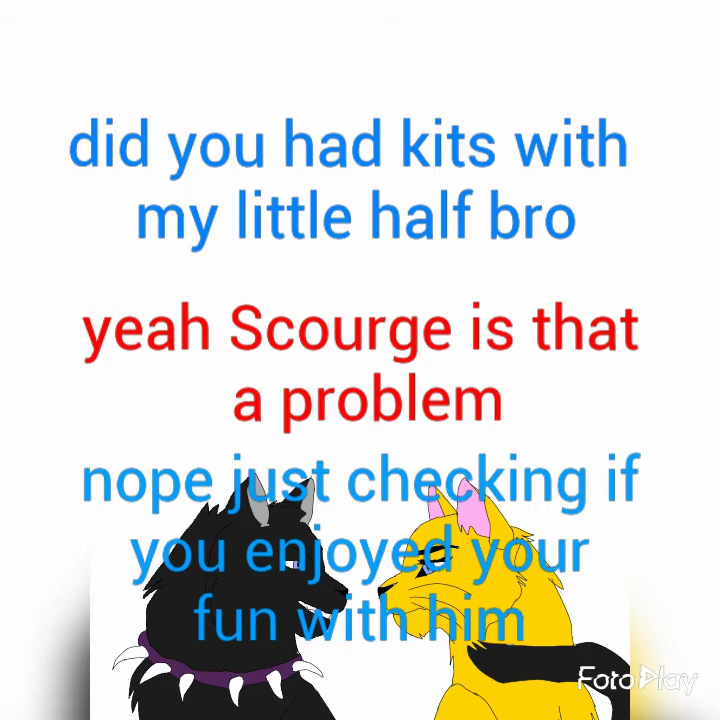 did you had kits with
my little half bro
yeah Scourge is that
a problem
nope just checking if
you enjoyed your
fun with him
FotoPlay